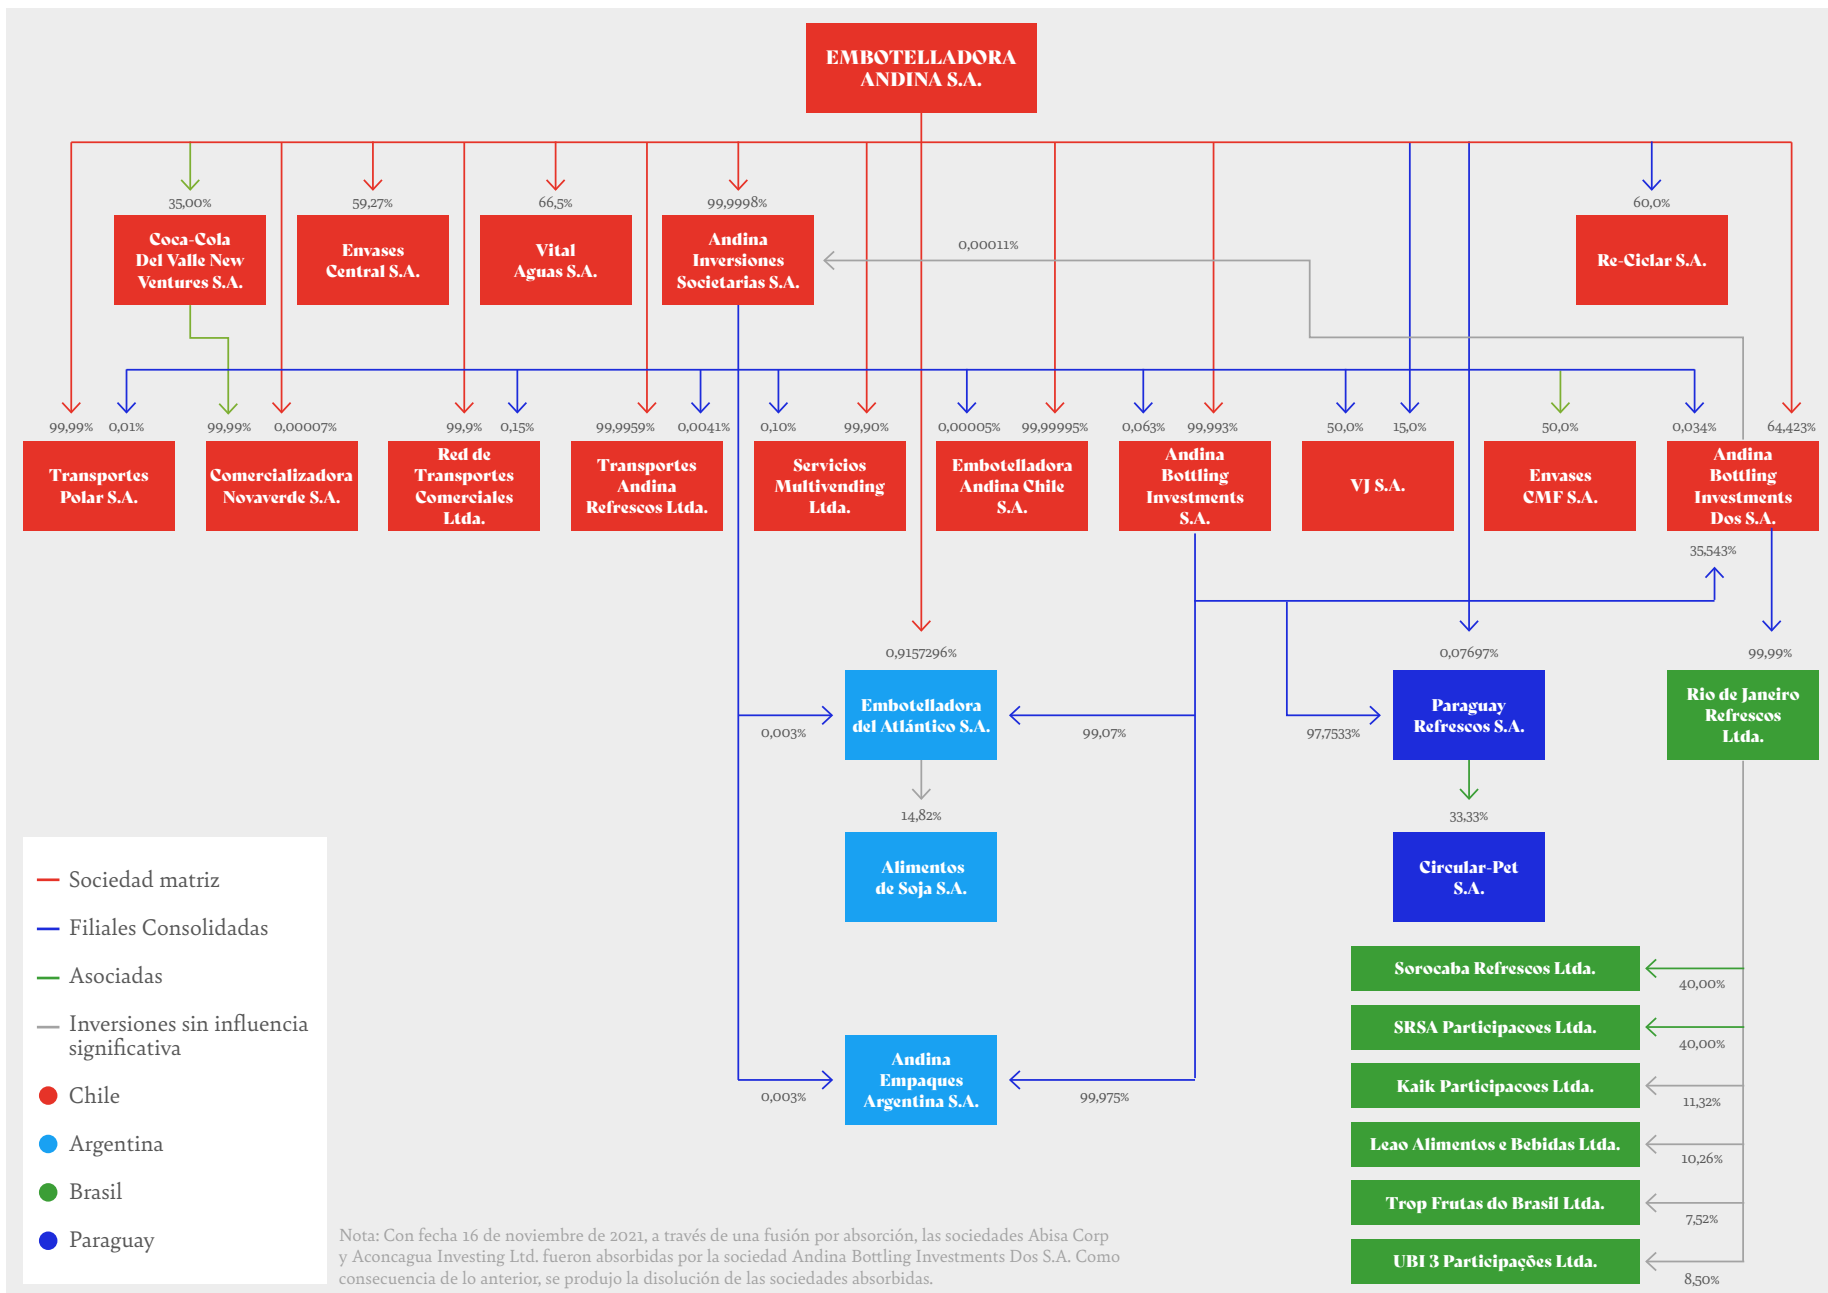 EMBOTELLADORA
ANDINA S.A.
35,00%
59,27%
66,5%
99,9998%
60,0%
Coca-Cola
Del Valle New
Ventures S.A.
Envases
Central S.A.
Vital
Aguas S.A.
Andina
Inversiones
Societarias S.A.
0,00011%
Re-Ciclar S.A.
99,99%
0,01%
99,99%
0,00007%
99,9%
0,15%
99,9959%
0,0041%
0,10%
99,90%
0,00005%
99,99995%
0,063%
99,993%
50,0%
15,0%
50,0%
0,034%
64,423%
Transportes
Polar S.A.
Comercializadora
Novaverde S.A.
Red de
Transportes
Comerciales
Ltda.
Transportes
Andina
Refrescos Ltda.
Servicios
Multivending
Ltda.
Embotelladora
Andina Chile
S.A.
Andina
Bottling
Investments
S.A.
VJ S.A.
Envases
CMF S.A.
Andina
Bottling
Investments
Dos S.A.
35,543%
0,9157296%
0,07697%
99,99%
Embotelladora
del Atlántico S.A.
Paraguay
Refrescos S.A.
Rio de Janeiro
Refrescos
Ltda.
0,003%
99,07%
97,7533%
14,82%
33,33%
Alimentos
de Soja S.A.
Circular-Pet
S.A.
Sorocaba Refrescos Ltda.
40,00%
SRSA Participacoes Ltda.
40,00%
Andina
Empaques
Argentina S.A.
0,003%
99,975%
Kaik Participacoes Ltda.
11,32%
Leao Alimentos e Bebidas Ltda.
10,26%
Trop Frutas do Brasil Ltda.
7,52%
UBI 3 Participações Ltda.
8,50%
Sociedad matriz
Filiales Consolidadas
Asociadas
Inversiones sin influencia
significativa
Chile
Argentina
Brasil
Paraguay
Nota: Con fecha 16 de noviembre de 2021, a través de una fusión por absorción, las sociedades Abisa Corp
y Aconcagua Investing Ltd. fueron absorbidas por la sociedad Andina Bottling Investments Dos S.A. Como
consecuencia de lo anterior, se produjo la disolución de las sociedades absorbidas.